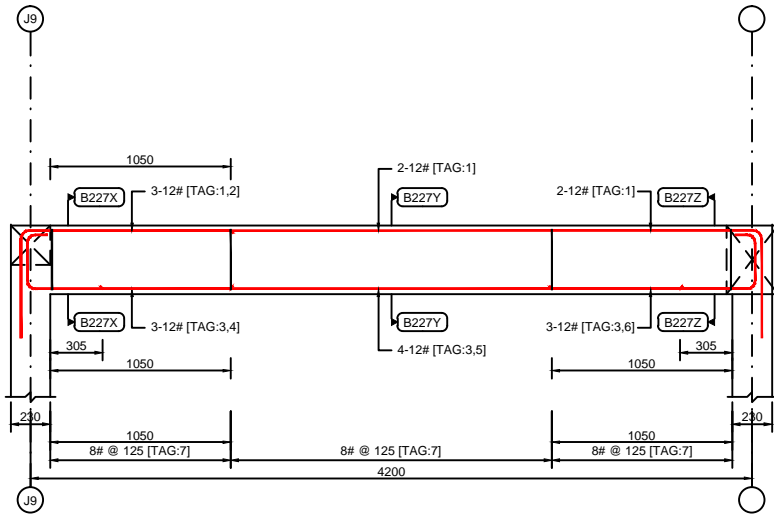 J9
1050
2-12# [TAG:1]
3-12# [TAG:1,2]
2-12# [TAG:1]
B227X
B227Y
B227Z
B227X
3-12# [TAG:3,4]
B227Y
3-12# [TAG:3,6]
B227Z
305
4-12# [TAG:3,5]
305
1050
1050
230
230
1050
1050
8# @ 125 [TAG:7]
8# @ 125 [TAG:7]
8# @ 125 [TAG:7]
4200
J9